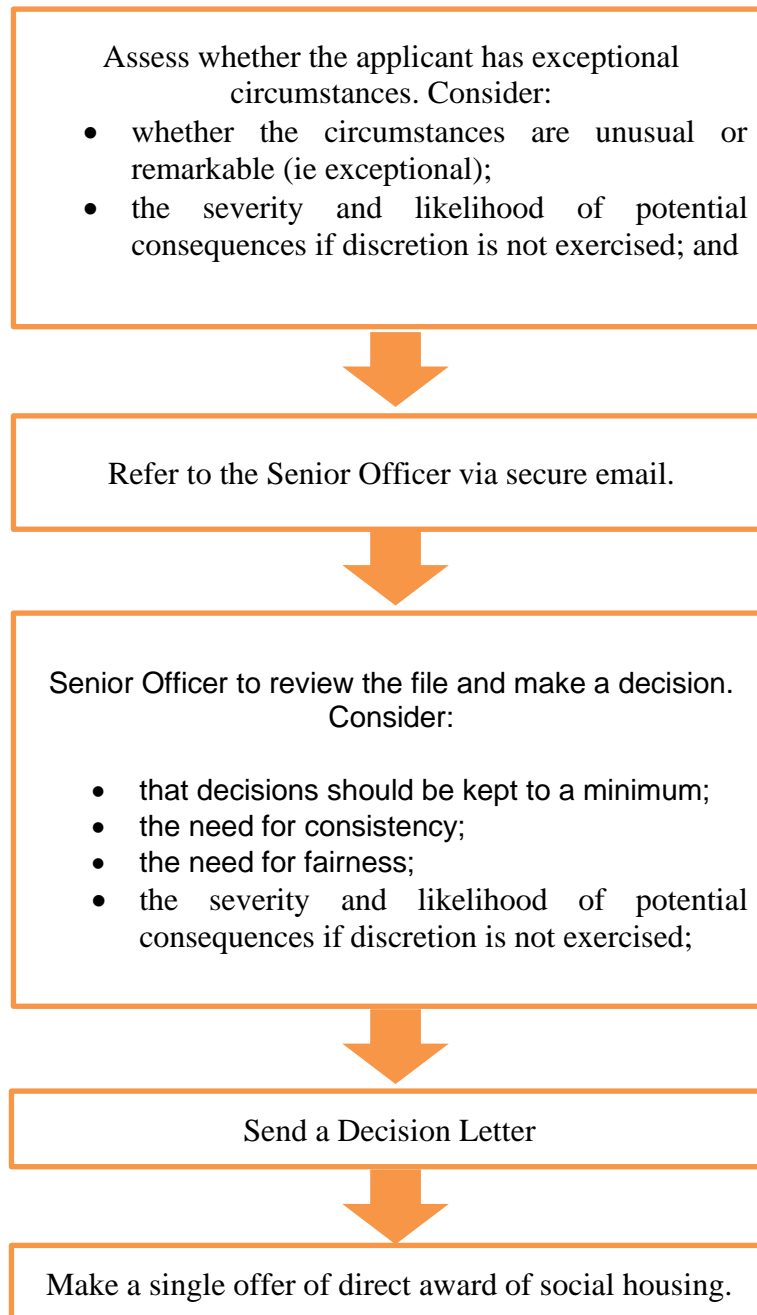 Assess whether the applicant has exceptional
circumstances. Consider:
• whether the circumstances are unusual or
remarkable (ie exceptional);
• the severity and likelihood of potential
consequences if discretion is not exercised; and
Refer to the Senior Officer via secure email.
Senior Officer to review the file and make a decision.
Consider:
• that decisions should be kept to a minimum;
• the need for consistency;
• the need for fairness;
• the severity and likelihood of potential
consequences if discretion is not exercised;
Send a Decision Letter
Make a single offer of direct award of social housing.